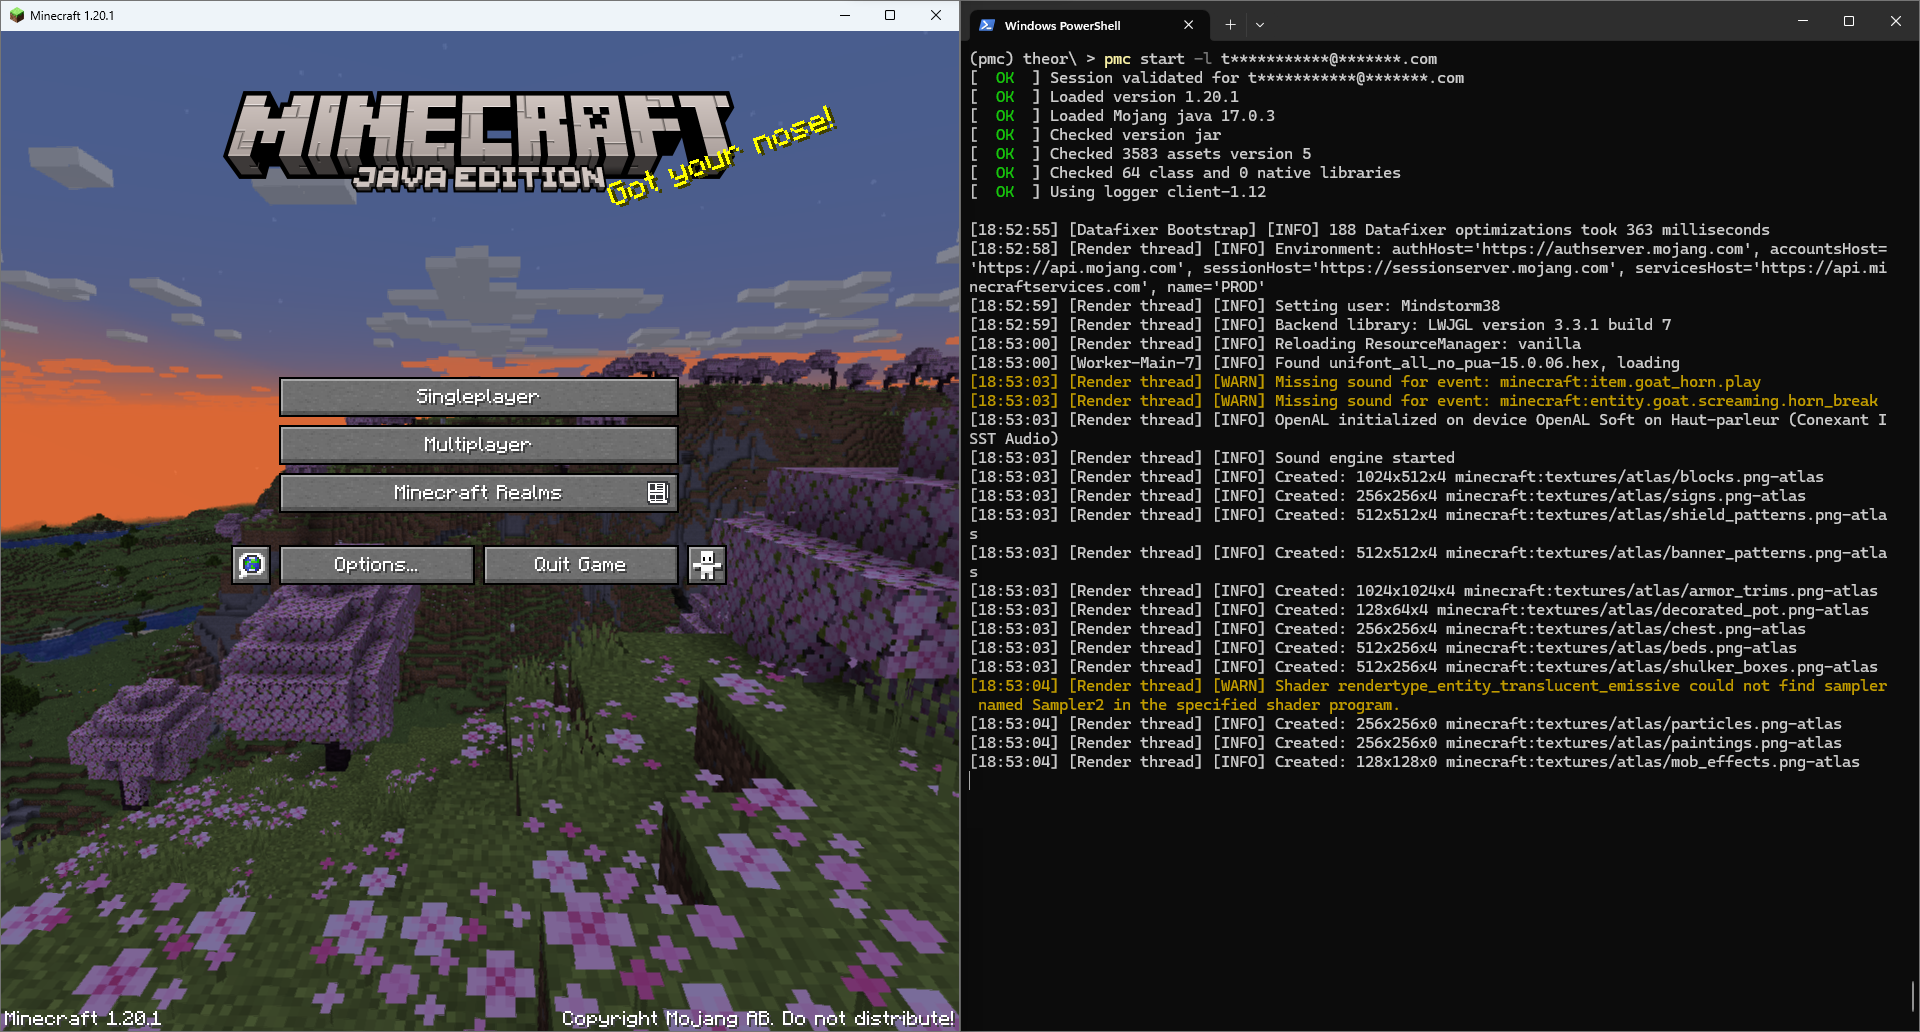 Minecraft 1.20.1
MINECRAFT
JAVA EDITION
Got your nose!
Singleplayer
Multiplayer
Minecraft Realms
Options...
Quit Game
Minecraft 1.20.1
Copyright Mojang AB. Do not distribute!
Windows PowerShell
(pmc) theor\ > pmc start -l t***********@*******.com
[  OK  ] Session validated for t***********@*******.com
[  OK  ] Loaded version 1.20.1
[  OK  ] Loaded Mojang java 17.0.3
[  OK  ] Checked version jar
[  OK  ] Checked 3583 assets version 5
[  OK  ] Checked 64 class and 0 native libraries
[  OK  ] Using logger client-1.12
[18:52:55] [Datafixer Bootstrap] [INFO] 188 Datafixer optimizations took 363 milliseconds
[18:52:58] [Render thread] [INFO] Environment: authHost='https://authserver.mojang.com', accountsHost=
'https://api.mojang.com', sessionHost='https://sessionserver.mojang.com', servicesHost='https://api.mi
necraftservices.com', name='PROD'
[18:52:59] [Render thread] [INFO] Setting user: Mindstorm38
[18:52:59] [Render thread] [INFO] Backend library: LWJGL version 3.3.1 build 7
[18:53:00] [Render thread] [INFO] Reloading ResourceManager: vanilla
[18:53:00] [Worker-Main-7] [INFO] Found unifont_all_no_pua-15.0.06.hex, loading
[18:53:03] [Render thread] [WARN] Missing sound for event: minecraft:item.goat_horn.play
[18:53:03] [Render thread] [WARN] Missing sound for event: minecraft:entity.goat.screaming.horn_break
[18:53:03] [Render thread] [INFO] OpenAL initialized on device OpenAL Soft on Haut-parleur (Conexant I
SST Audio)
[18:53:03] [Render thread] [INFO] Sound engine started
[18:53:03] [Render thread] [INFO] Created: 1024x512x4 minecraft:textures/atlas/blocks.png-atlas
[18:53:03] [Render thread] [INFO] Created: 256x256x4 minecraft:textures/atlas/signs.png-atlas
[18:53:03] [Render thread] [INFO] Created: 512x512x4 minecraft:textures/atlas/shield_patterns.png-atla
s
[18:53:03] [Render thread] [INFO] Created: 512x512x4 minecraft:textures/atlas/banner_patterns.png-atla
s
[18:53:03] [Render thread] [INFO] Created: 1024x1024x4 minecraft:textures/atlas/armor_trims.png-atlas
[18:53:03] [Render thread] [INFO] Created: 128x64x4 minecraft:textures/atlas/decorated_pot.png-atlas
[18:53:03] [Render thread] [INFO] Created: 256x256x4 minecraft:textures/atlas/chest.png-atlas
[18:53:03] [Render thread] [INFO] Created: 512x256x4 minecraft:textures/atlas/beds.png-atlas
[18:53:03] [Render thread] [INFO] Created: 512x256x4 minecraft:textures/atlas/shulker_boxes.png-atlas
[18:53:04] [Render thread] [WARN] Shader rendertype_entity_translucent_emissive could not find sampler
 named Sampler2 in the specified shader program.
[18:53:04] [Render thread] [INFO] Created: 256x256x0 minecraft:textures/atlas/particles.png-atlas
[18:53:04] [Render thread] [INFO] Created: 256x256x0 minecraft:textures/atlas/paintings.png-atlas
[18:53:04] [Render thread] [INFO] Created: 128x128x0 minecraft:textures/atlas/mob_effects.png-atlas